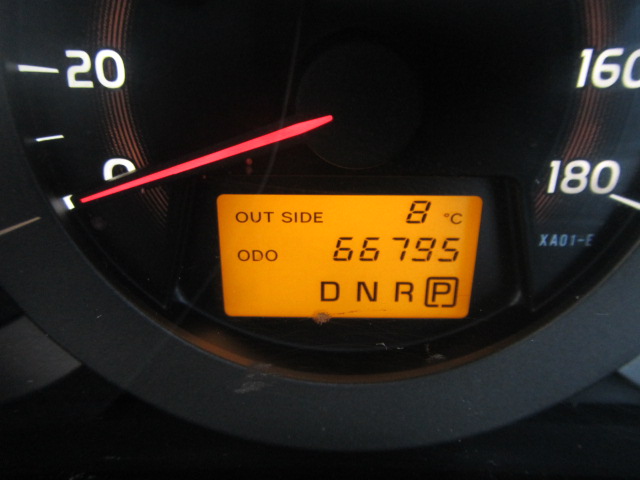 20
0
160
180
OUT SIDE 8 °C
ODO 66795
D N R P
XA01-E